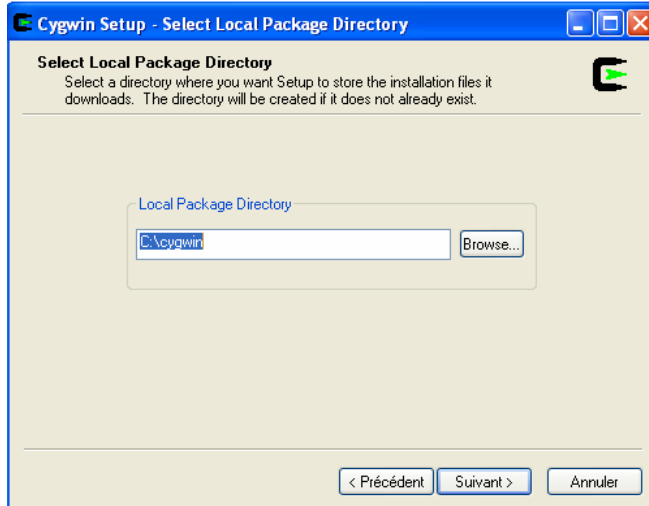 Cygwin Setup - Select Local Package Directory
Select Local Package Directory
Select a directory where you want Setup to store the installation files it
downloads. The directory will be created if it does not already exist.
Local Package Directory
C:\cygwin
Browse...
< Précédent
Suivant >
Annuler